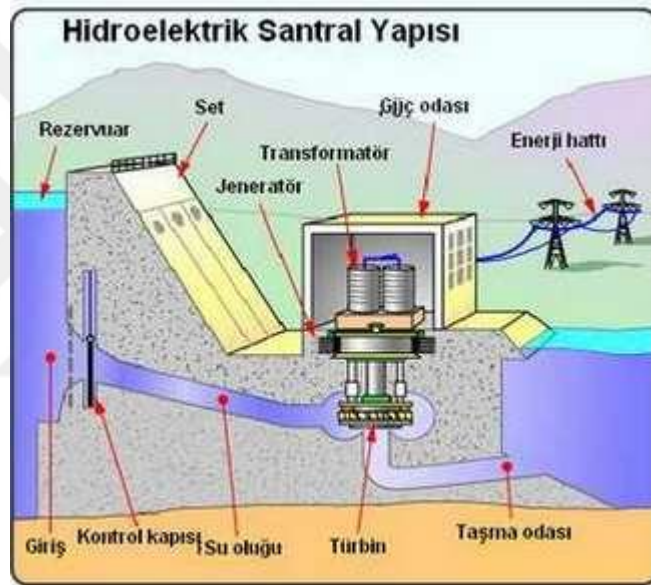 Hidroelektrik Santral Yapısı
Rezervuar
Set
Güç odası
Transformatör
Enerji hattı
Jeneratör
Giriş
Kontrol kapısı
Su oluğu
Türbin
Taşma odası